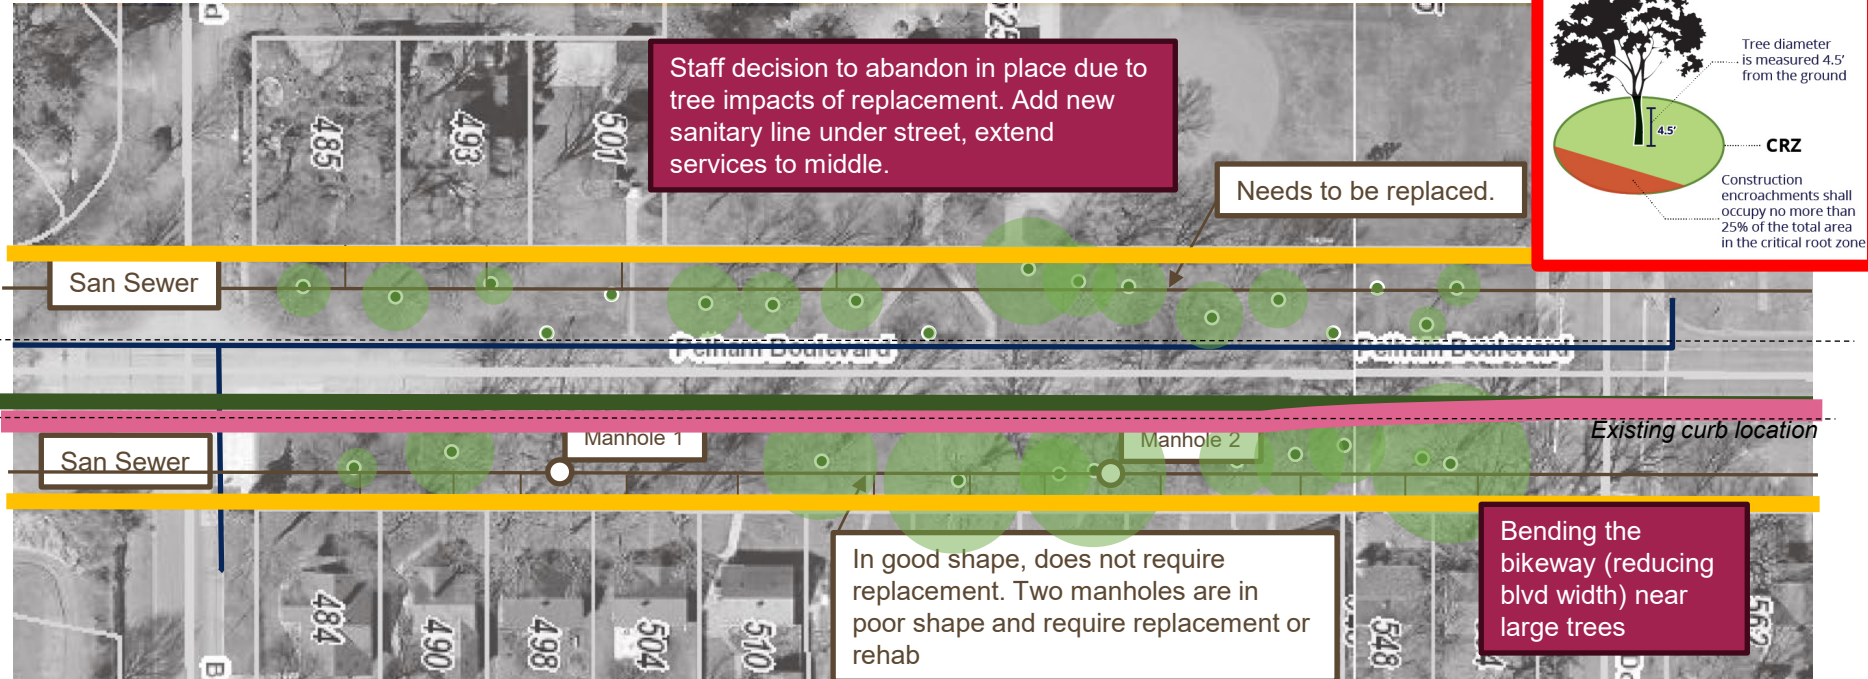 485
493
501
525
Staff decision to abandon in place due to
tree impacts of replacement. Add new
sanitary line under street, extend
services to middle.
Tree diameter
is measured 4.5’
from the ground
4.5’
CRZ
Construction
encroachments shall
occupy no more than
25% of the total area
in the critical root zone
Needs to be replaced.
San Sewer
Pelham Boulevard
Pelham Boulevard
Existing curb location
San Sewer
Manhole 1
Manhole 2
In good shape, does not require
replacement. Two manholes are in
poor shape and require replacement or
rehab
Bending the
bikeway (reducing
blvd width) near
large trees
484
490
498
504
510
548
562
B